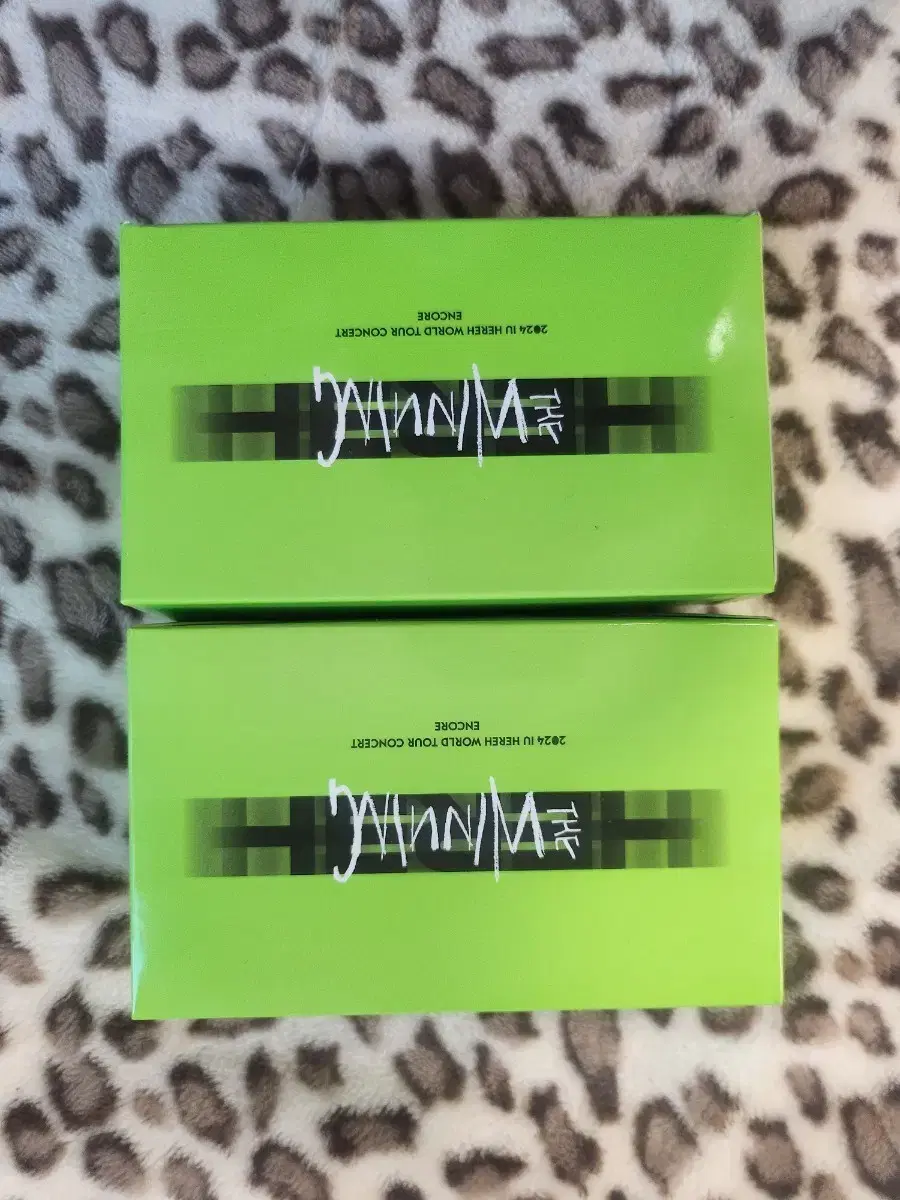 2024 IU HEREH WORLD TOUR CONCERT
ENCORE
THE WINNING
2024 IU HEREH WORLD TOUR CONCERT
ENCORE
THE WINNING